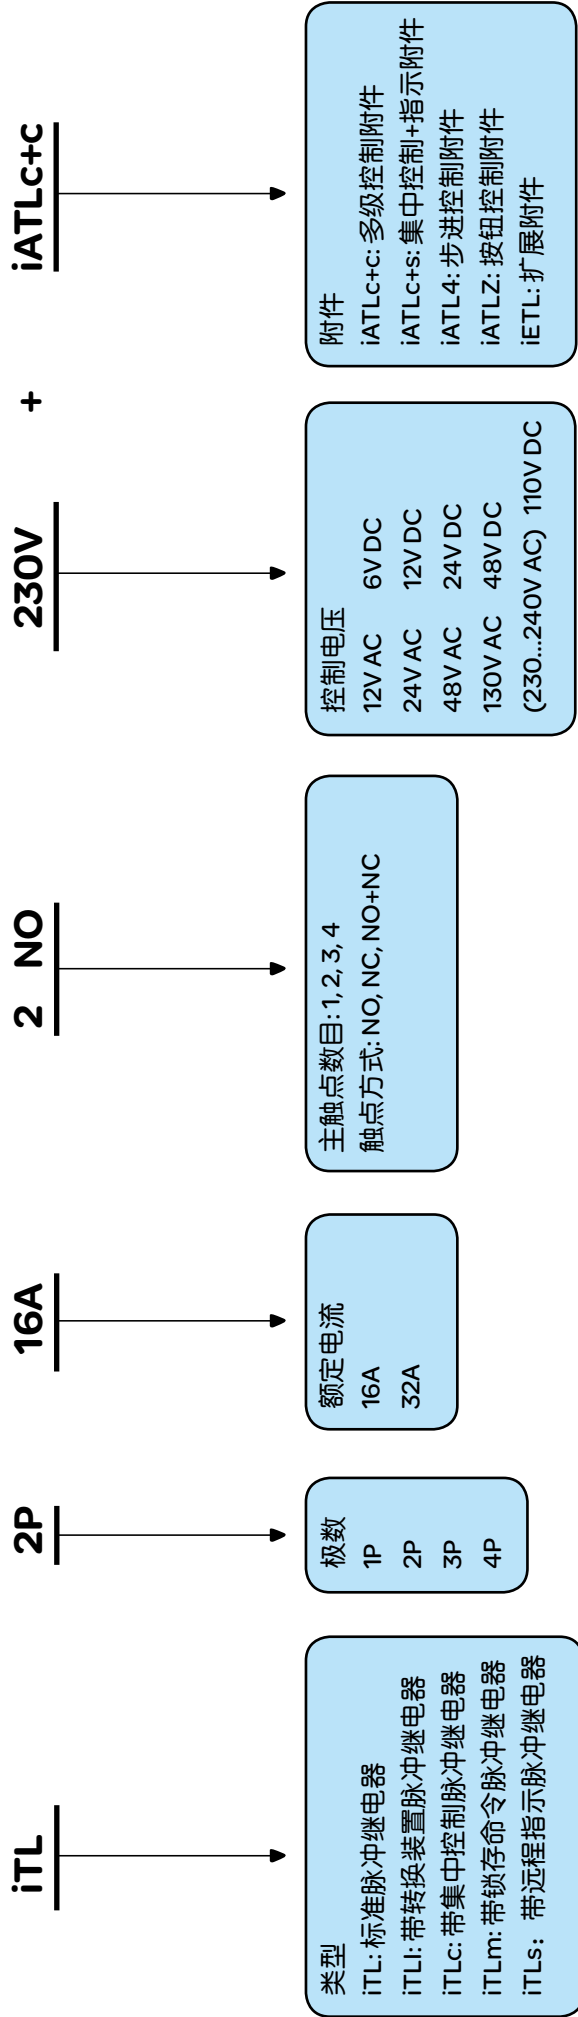 iTL 2P 16A 2 NO 230V + iATLc+c
类型
iTL: 标准脉冲继电器
iTLI: 带转换装置脉冲继电器
iTLc: 带集中控制脉冲继电器
iTLm: 带锁存命令脉冲继电器
iTLs：带远程指示脉冲继电器
极数
1P
2P
3P
4P
额定电流
16A
32A
主触点数目: 1, 2, 3, 4
触点方式: NO, NC, NO+NC
控制电压
12V AC 6V DC
24V AC 12V DC
48V AC 24V DC
130V AC 48V DC
(230...240V AC) 110V DC
附件
iATLc+c: 多级控制附件
iATLc+s: 集中控制+指示附件
iATL4: 步进控制附件
iATLZ: 按钮控制附件
iETL: 扩展附件